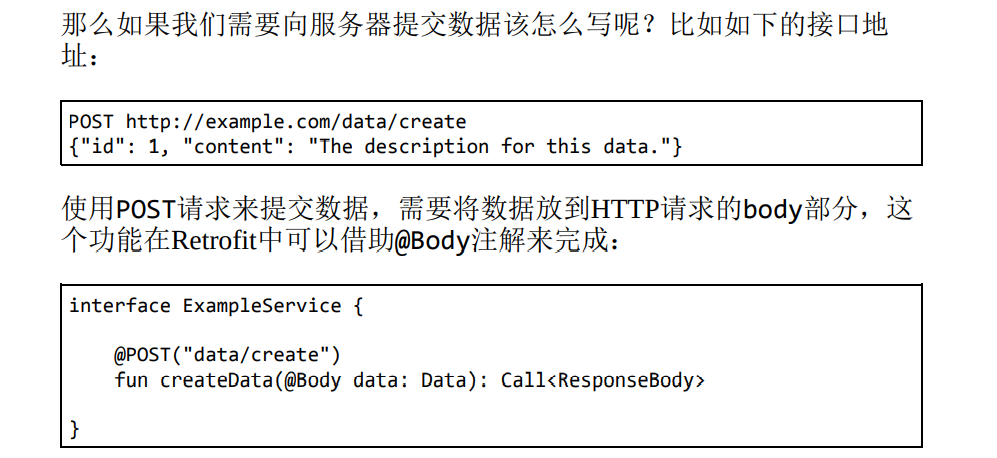 那么如果我们需要向服务器提交数据该怎么写呢？比如如下的接口地
址：
POST http://example.com/data/create
{"id": 1, "content": "The description for this data."}
使用POST请求来提交数据，需要将数据放到HTTP请求的body部分，这
个功能在Retrofit中可以借助@Body注解来完成：
interface ExampleService {
    @POST("data/create")
    fun createData(@Body data: Data): Call<ResponseBody>
}